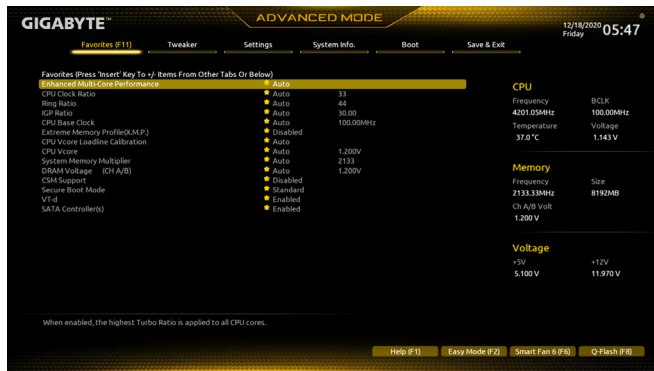 GIGABYTE™
ADVANCED MODE
12/18/2020
Friday
05:47
Favorites (F11) Tweaker Settings System Info. Boot Save & Exit
Favorites (Press 'Insert' Key To +/- Items From Other Tabs Or Below)
Enhanced Multi-Core Performance Auto
CPU Clock Ratio Auto 33
Ring Ratio Auto 44
IGP Ratio Auto 30.00
CPU Base Clock Auto 100.00MHz
Extreme Memory Profile(X.M.P.) Disabled
CPU Vcore Loadline Calibration Auto
CPU Vcore Auto 1.200V
System Memory Multiplier Auto 2133
DRAM Voltage (CH A/B) Auto 1.200V
CSM Support Disabled
Secure Boot Mode Standard
VT-d Enabled
SATA Controller(s) Enabled
CPU
Frequency BCLK
4201.05MHz 100.00MHz
Temperature Voltage
37.0 °C 1.143 V
Memory
Frequency Size
2133.33MHz 8192MB
Ch A/B Volt
1.200 V
Voltage
+5V +12V
5.100 V 11.970 V
When enabled, the highest Turbo Ratio is applied to all CPU cores.
Help (F1) Easy Mode (F2) Smart Fan 6 (F6) Q-Flash (F8)